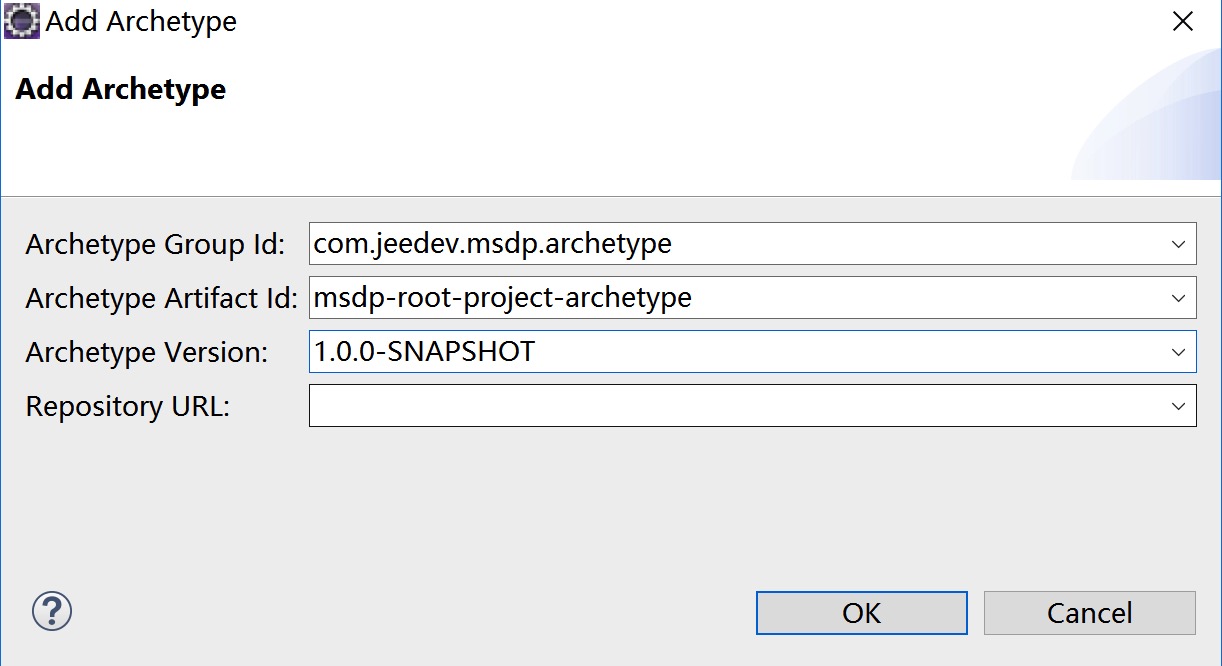 Add Archetype
Add Archetype
Archetype Group Id: com.jeedev.msdp.archetype
Archetype Artifact Id: msdp-root-project-archetype
Archetype Version: 1.0.0-SNAPSHOT
Repository URL:
? OK Cancel